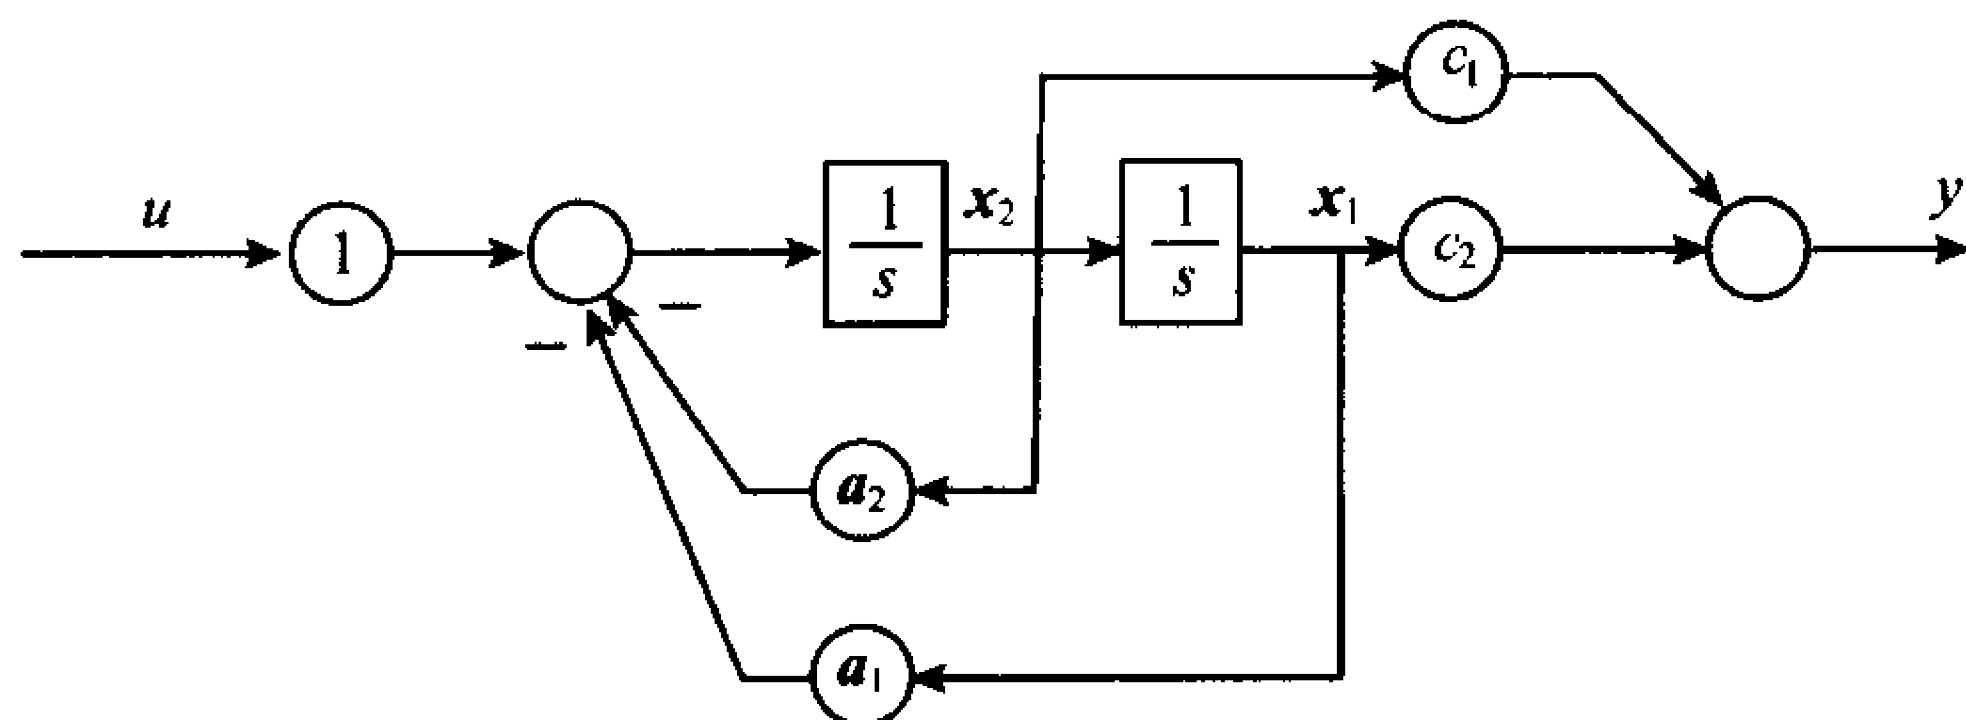 c₁
u
1
−
−
1/s
x₂
1/s
x₁
c₂
y
a₂
a₁